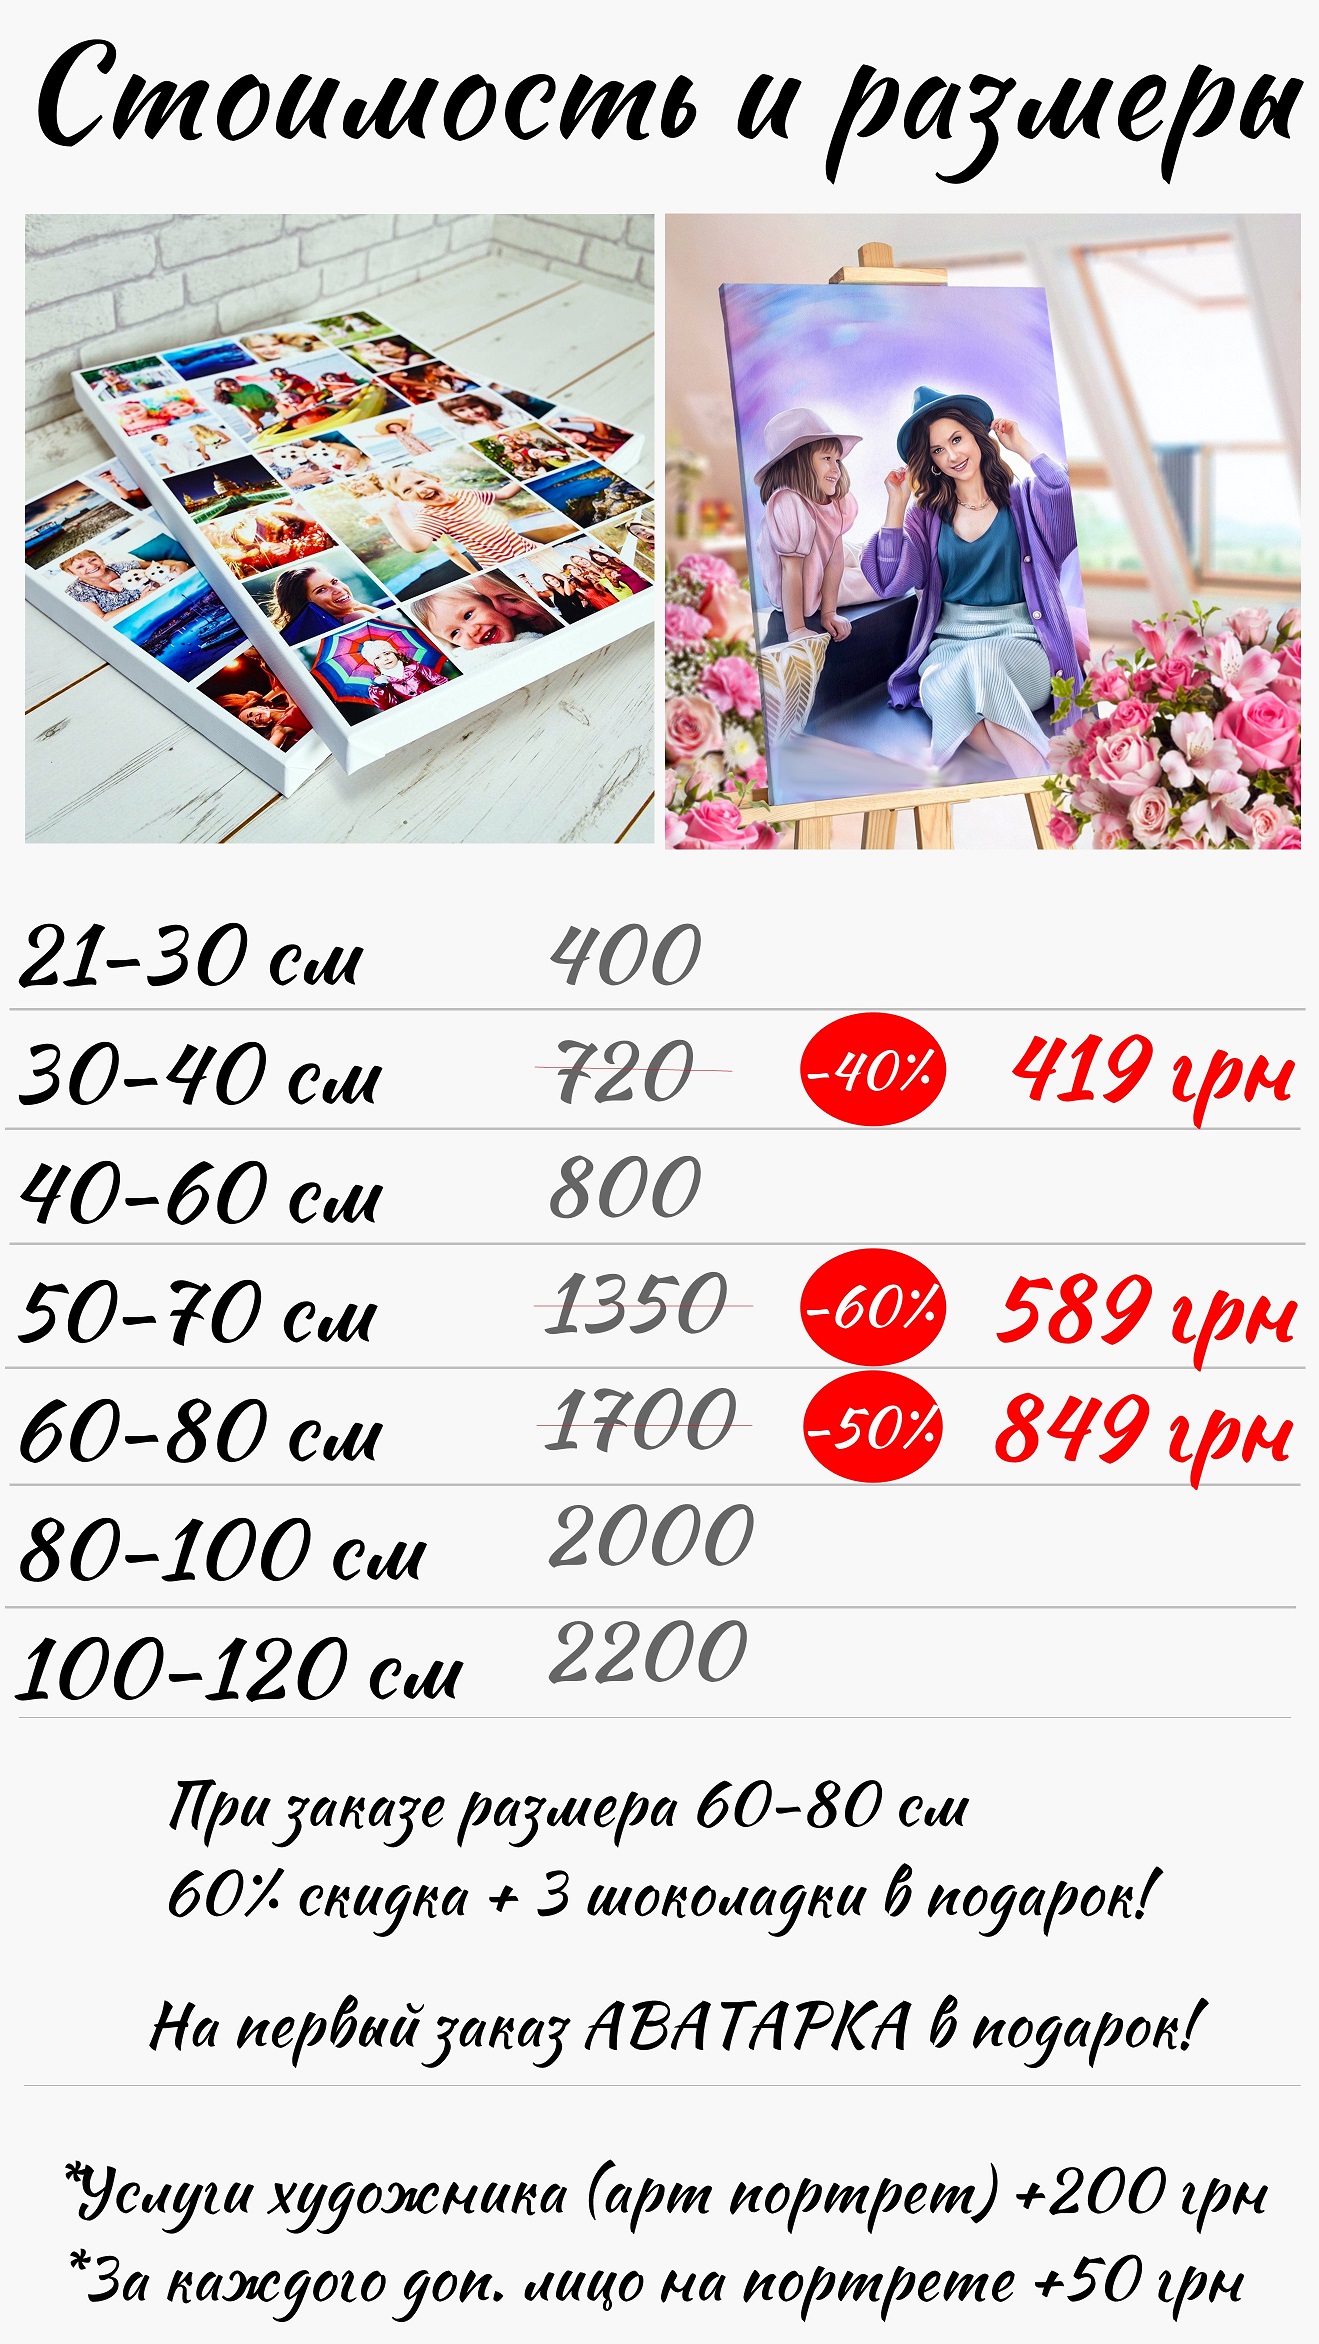 Стоимость и размеры
21-30 см 400
30-40 см 720 -40% 419 грн
40-60 см 800
50-70 см 1350 -60% 589 грн
60-80 см 1700 -50% 849 грн
80-100 см 2000
100-120 см 2200
При заказе размера 60-80 см
60% скидка + 3 шоколадки в подарок!
На первый заказ АВАТАРКА в подарок!
*Услуги художника (арт портрет) +200 грн
*За каждого доп. лицо на портрете +50 грн